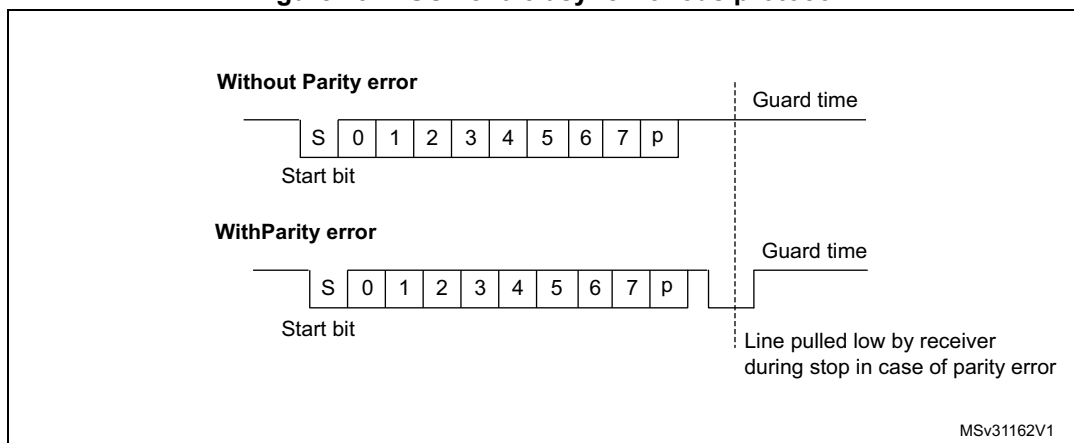 Without Parity error
Guard time
S 0 1 2 3 4 5 6 7 p
Start bit
WithParity error
Guard time
S 0 1 2 3 4 5 6 7 p
Start bit
Line pulled low by receiver
during stop in case of parity error
MSv31162V1